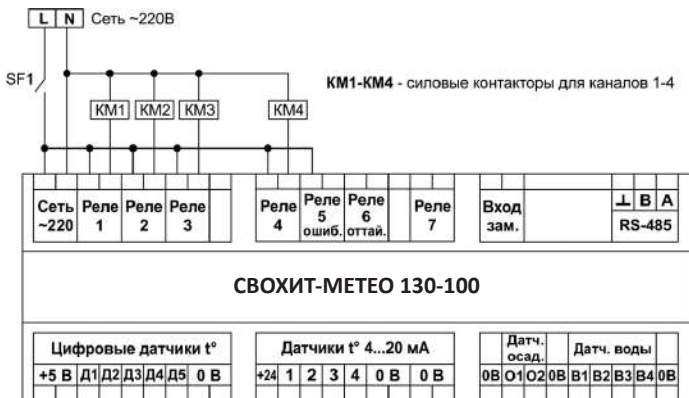 L N Сеть ~220В
SF1
КМ1-КМ4 - силовые контакторы для каналов 1-4
КМ1 КМ2 КМ3 КМ4
Сеть ~220 Реле 1 Реле 2 Реле 3 Реле 4 Реле 5 ошиб. Реле 6 оттай. Реле 7 Вход зам. ⊥ B A RS-485
СВОХИТ-МЕТЕО 130-100
Цифровые датчики t° Датчики t° 4...20 мА Датч. осад. Датч. воды
+5 В Д1 Д2 Д3 Д4 Д5 0 В +24 1 2 3 4 0 В 0 В 0В О1 О2 0В В1 В2 В3 В4 0В